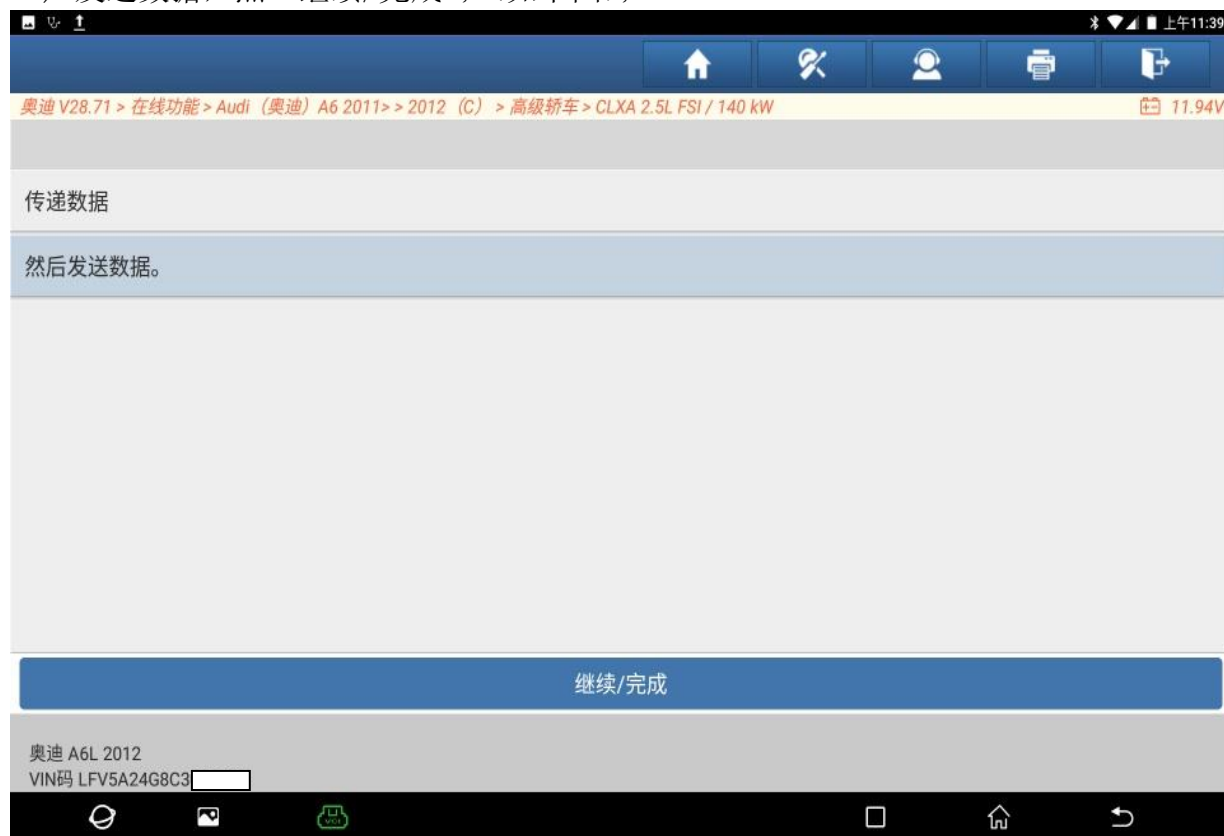 上午11:39
奥迪 V28.71 > 在线功能 > Audi（奥迪）A6 2011> > 2012（C）> 高级轿车 > CLXA 2.5L FSI / 140 kW
11.94V
传递数据
然后发送数据。
继续/完成
奥迪 A6L 2012
VIN码 LFV5A24G8C3
VCI